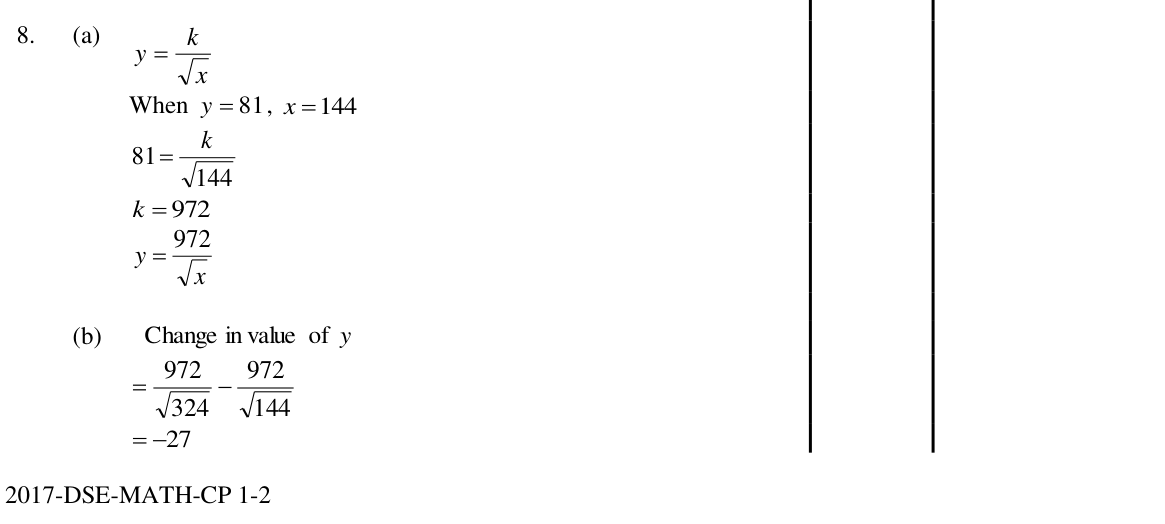 8. (a) y = k/√x
When y = 81, x = 144
81 = k/√144
k = 972
y = 972/√x
(b) Change in value of y
= 972/√324 − 972/√144
= −27
2017-DSE-MATH-CP 1-2